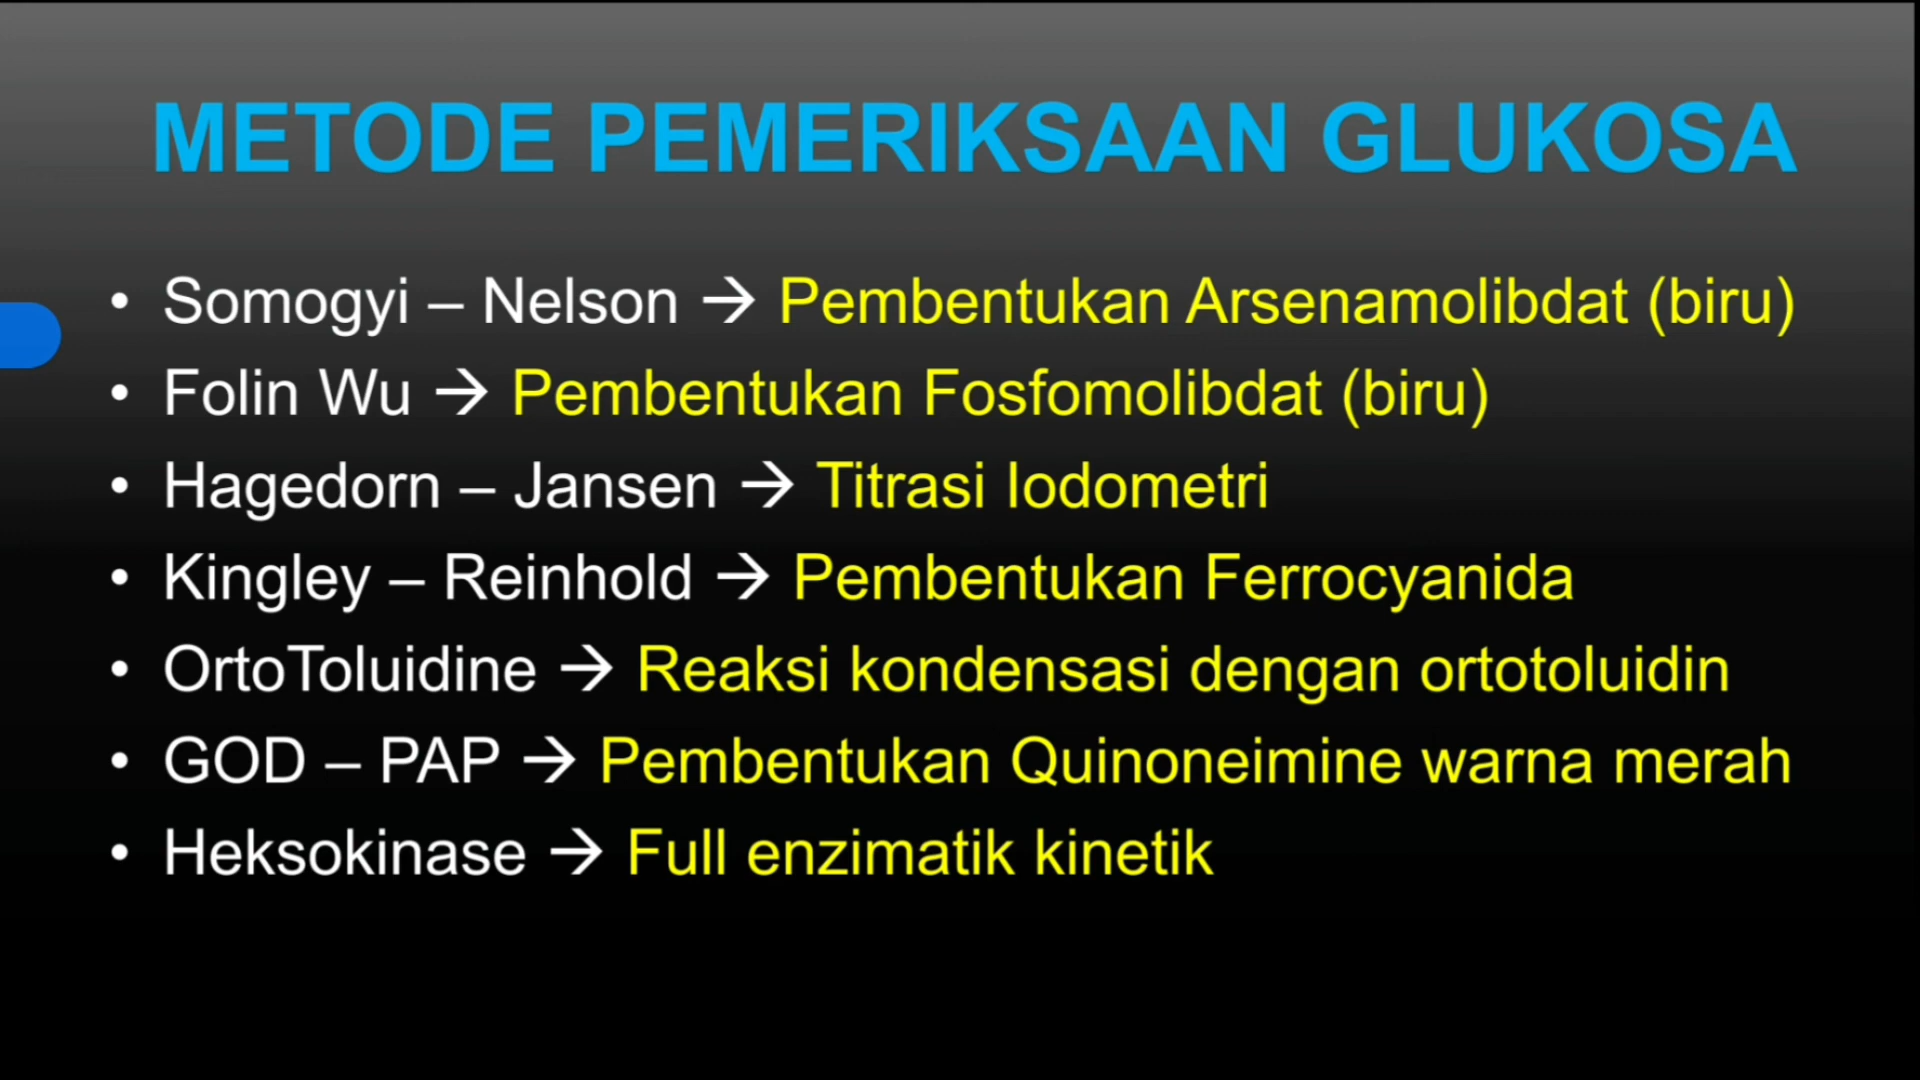 METODE PEMERIKSAAN GLUKOSA
• Somogyi – Nelson → Pembentukan Arsenamolibdat (biru)
• Folin Wu → Pembentukan Fosfomolibdat (biru)
• Hagedorn – Jansen → Titrasi Iodometri
• Kingley – Reinhold → Pembentukan Ferrocyanida
• OrtoToluidine → Reaksi kondensasi dengan ortotoluidin
• GOD – PAP → Pembentukan Quinoneimine warna merah
• Heksokinase → Full enzimatik kinetik